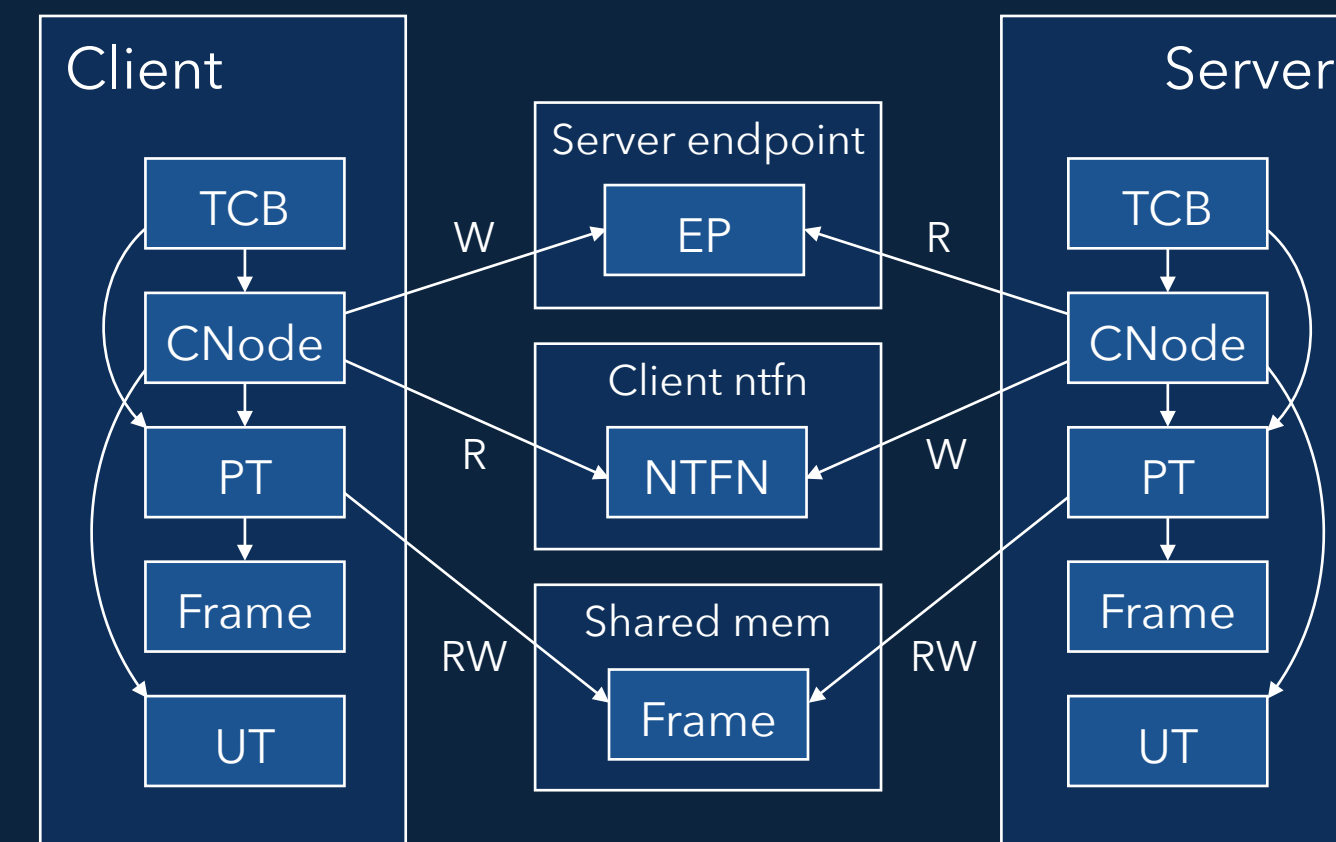 Client
Server
Server endpoint
TCB
EP
TCB
W
R
CNode
CNode
Client ntfn
R
NTFN
W
PT
PT
Frame
Shared mem
Frame
RW
RW
Frame
UT
UT